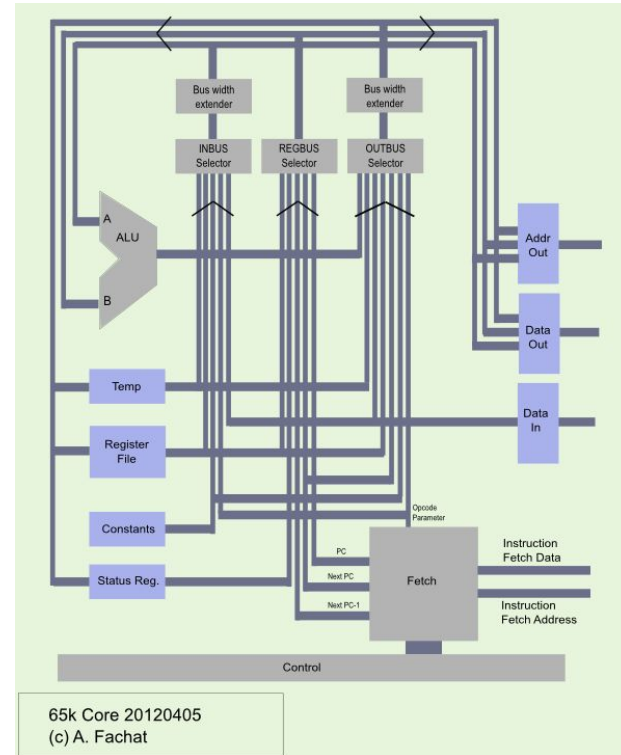 Bus width
extender
Bus width
extender
INBUS
Selector
REGBUS
Selector
OUTBUS
Selector
A
ALU
B
Addr
Out
Data
Out
Temp
Data
In
Register
File
Constants
Opcode
Parameter
Status Reg.
PC
Next PC
Next PC-1
Fetch
Instruction
Fetch Data
Instruction
Fetch Address
Control
65k Core 20120405
(c) A. Fachat